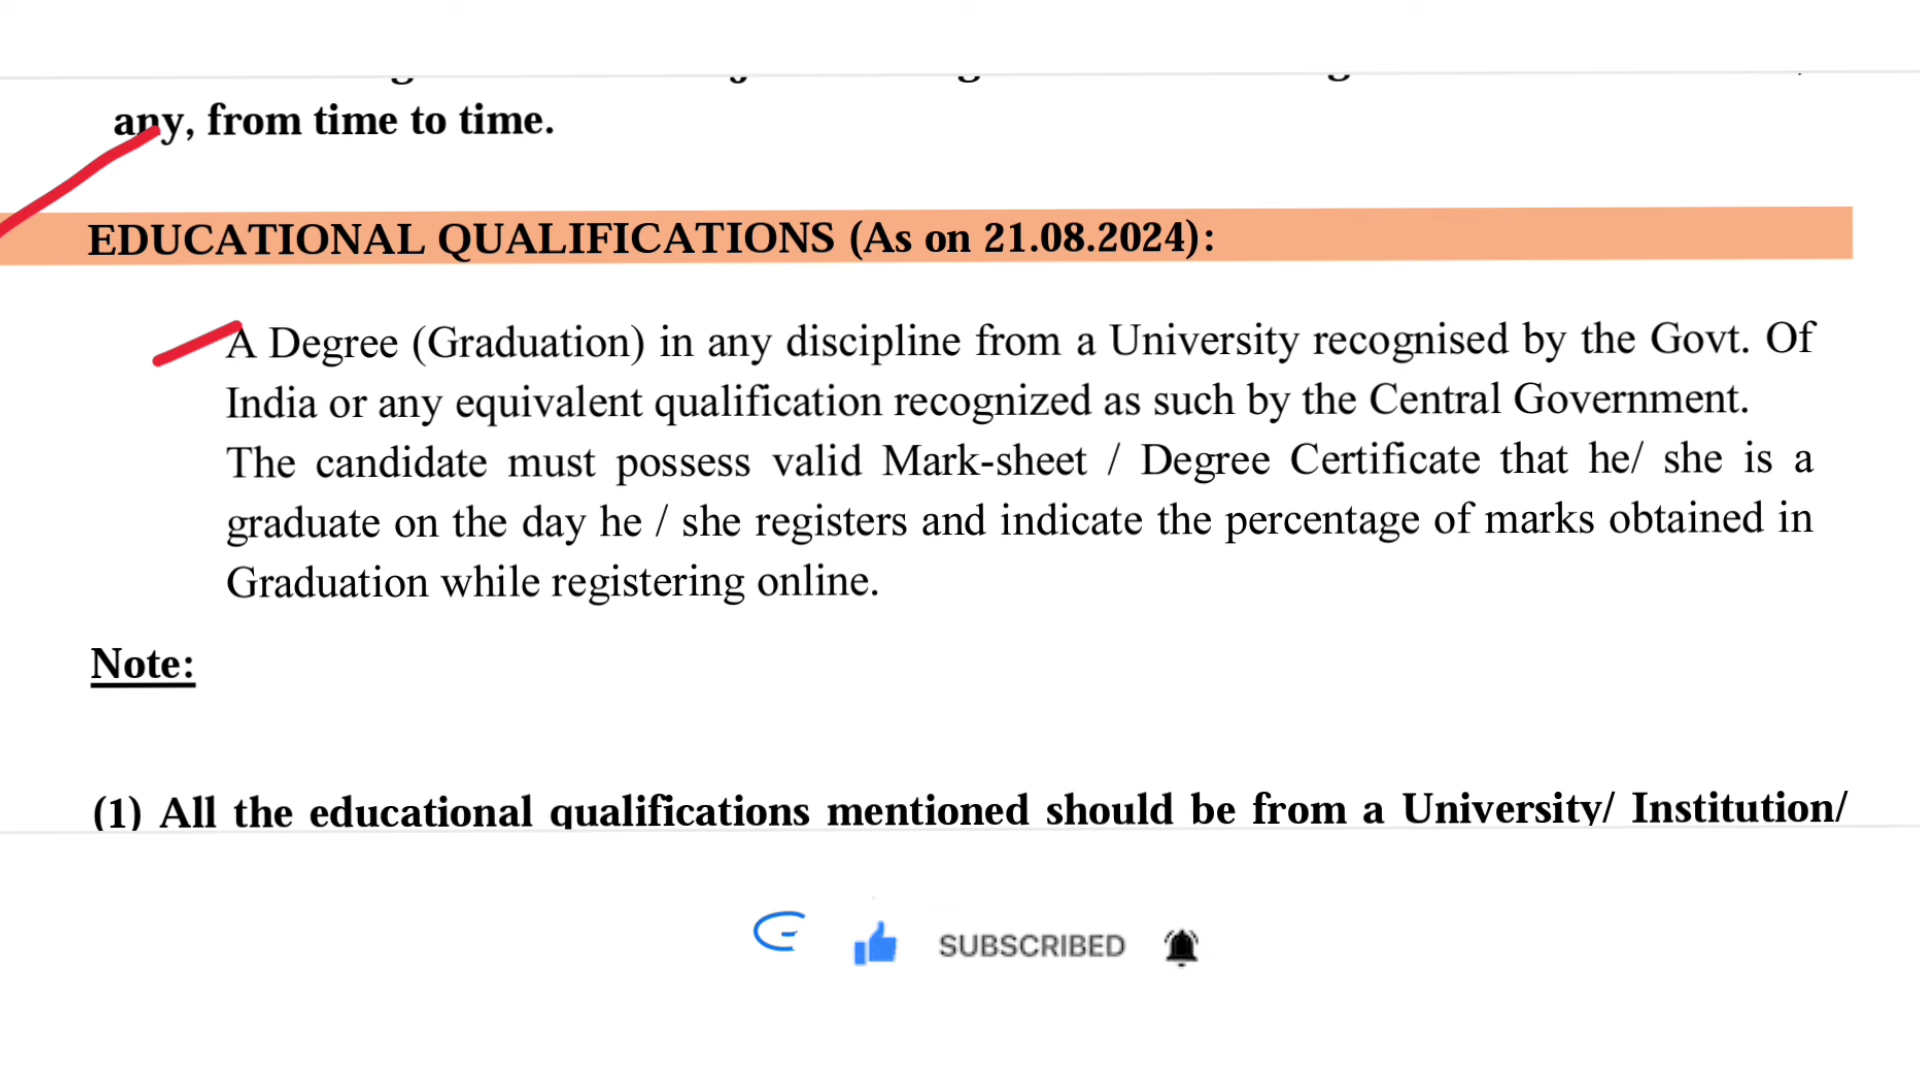 any, from time to time.
EDUCATIONAL QUALIFICATIONS (As on 21.08.2024):
A Degree (Graduation) in any discipline from a University recognised by the Govt. Of
India or any equivalent qualification recognized as such by the Central Government.
The candidate must possess valid Mark-sheet / Degree Certificate that he/ she is a
graduate on the day he / she registers and indicate the percentage of marks obtained in
Graduation while registering online.
Note:
(1) All the educational qualifications mentioned should be from a University/ Institution/
SUBSCRIBED